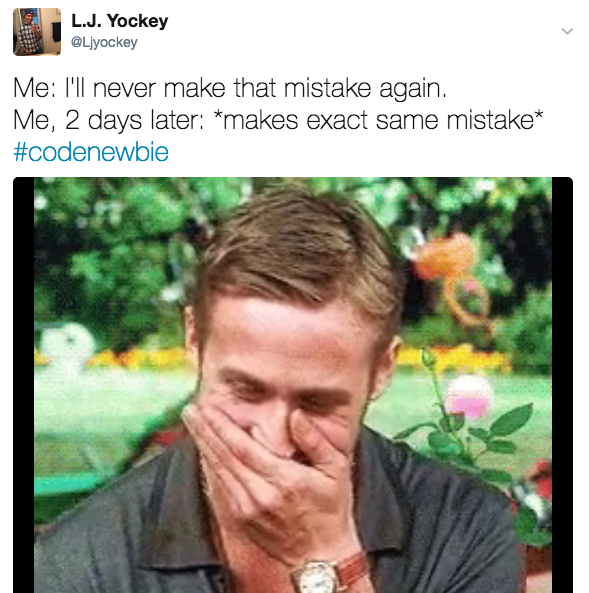 L.J. Yockey
@Ljyockey
Me: I'll never make that mistake again.
Me, 2 days later: *makes exact same mistake*
#codenewbie